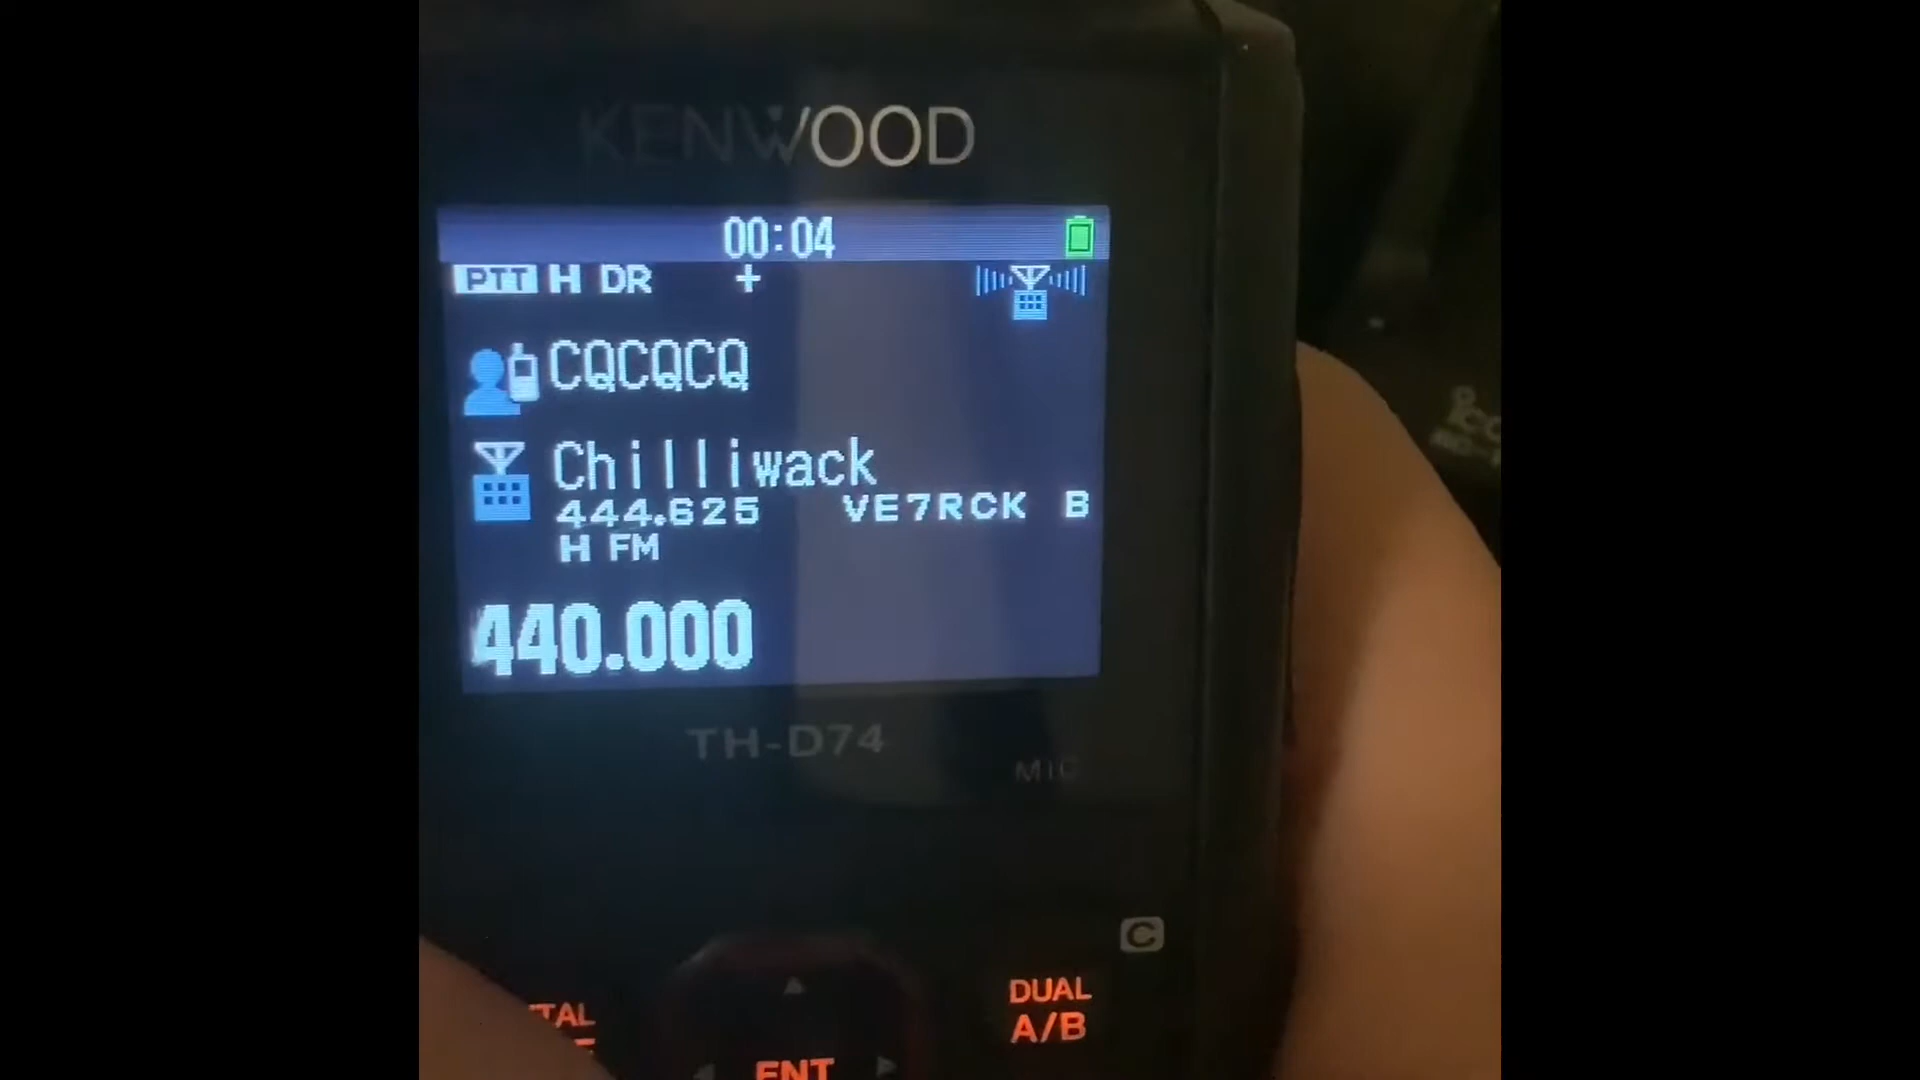 KENWOOD
00:04
PTT H DR +
CQCQCQ
Chilliwack
444.625 VE7RCK B
H FM
440.000
TH-D74
MIC
C
DUAL
A/B
ENT